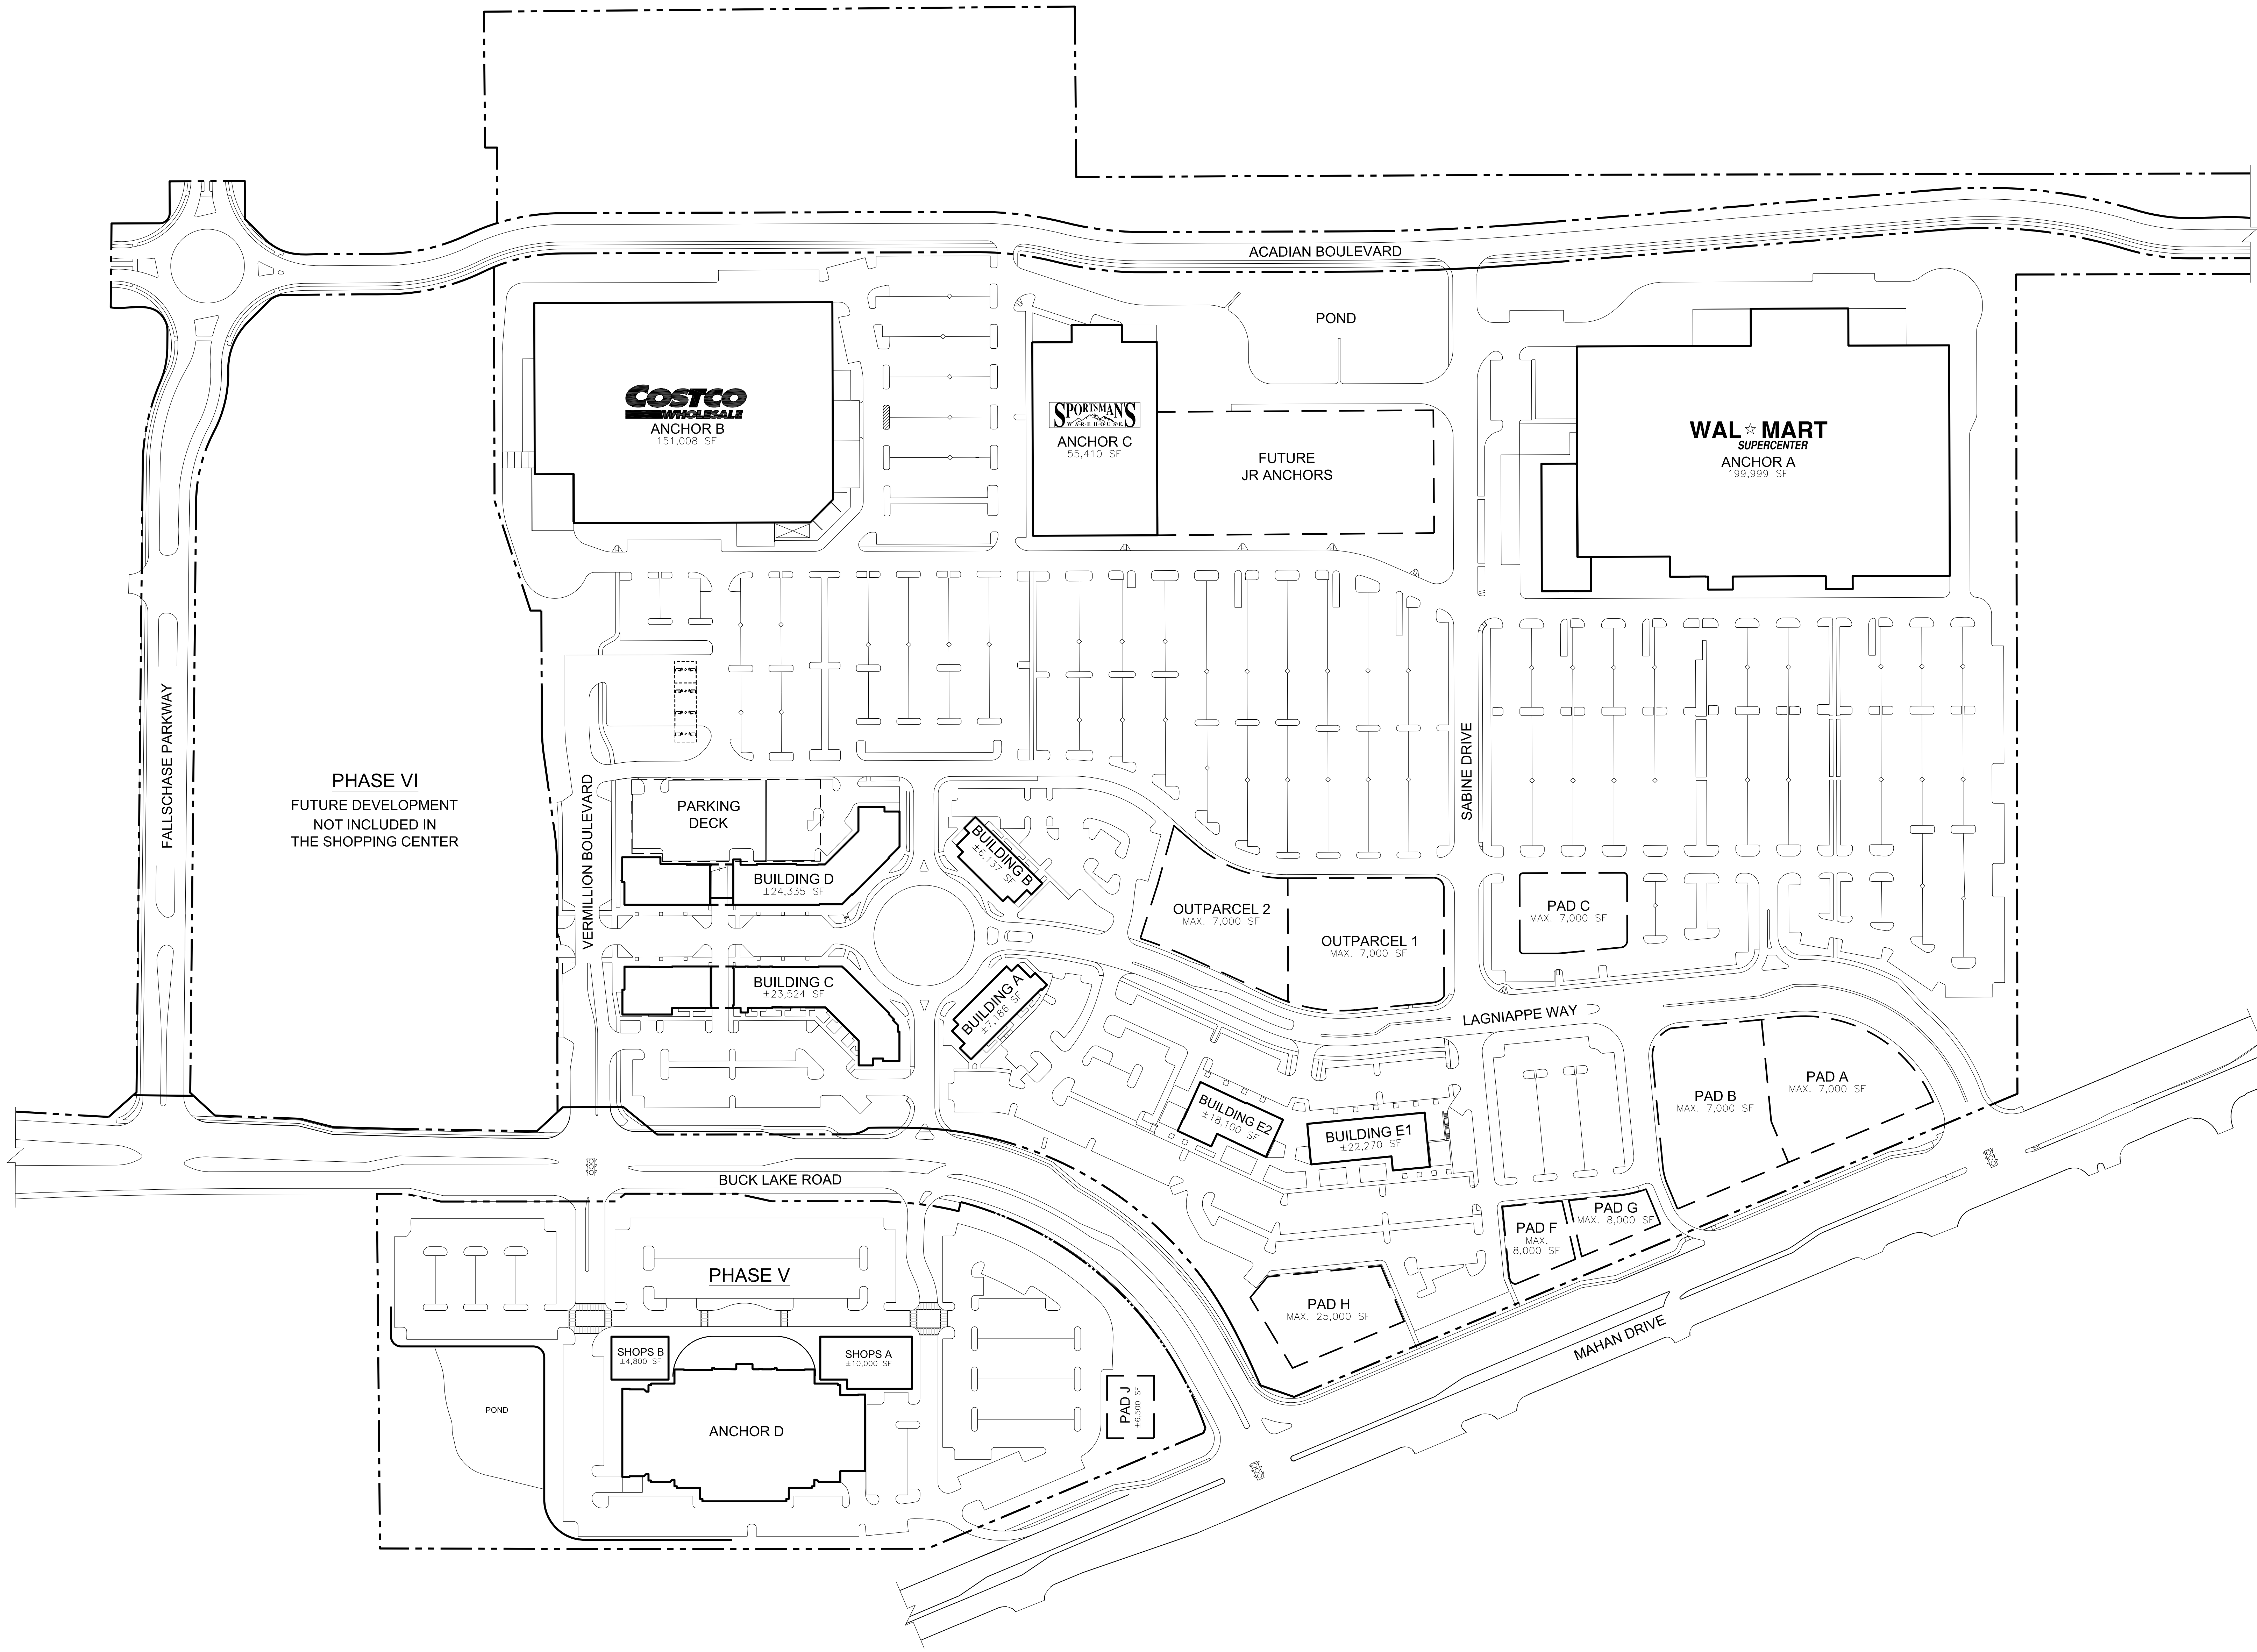 ACADIAN BOULEVARD
POND
COSTCO
WHOLESALE
ANCHOR B
151,008 SF
SPORTSMAN'S
WAREHOUSE
ANCHOR C
55,410 SF
FUTURE
JR ANCHORS
WAL☆MART
SUPERCENTER
ANCHOR A
199,999 SF
FALLSCHASE PARKWAY
PHASE VI
FUTURE DEVELOPMENT
NOT INCLUDED IN
THE SHOPPING CENTER
VERMILLION BOULEVARD
SABINE DRIVE
PARKING
DECK
BUILDING D
±24,335 SF
BUILDING B
±6,137 SF
OUTPARCEL 2
MAX. 7,000 SF
OUTPARCEL 1
MAX. 7,000 SF
PAD C
MAX. 7,000 SF
BUILDING C
±23,524 SF
BUILDING A
±7,186 SF
LAGNIAPPE WAY
PAD B
MAX. 7,000 SF
PAD A
MAX. 7,000 SF
BUILDING E2
±18,100 SF
BUILDING E1
±22,270 SF
BUCK LAKE ROAD
PAD F
MAX.
8,000 SF
PAD G
MAX. 8,000 SF
PHASE V
PAD H
MAX. 25,000 SF
MAHAN DRIVE
SHOPS B
±4,800 SF
SHOPS A
±10,000 SF
PAD J
±6,500 SF
POND
ANCHOR D